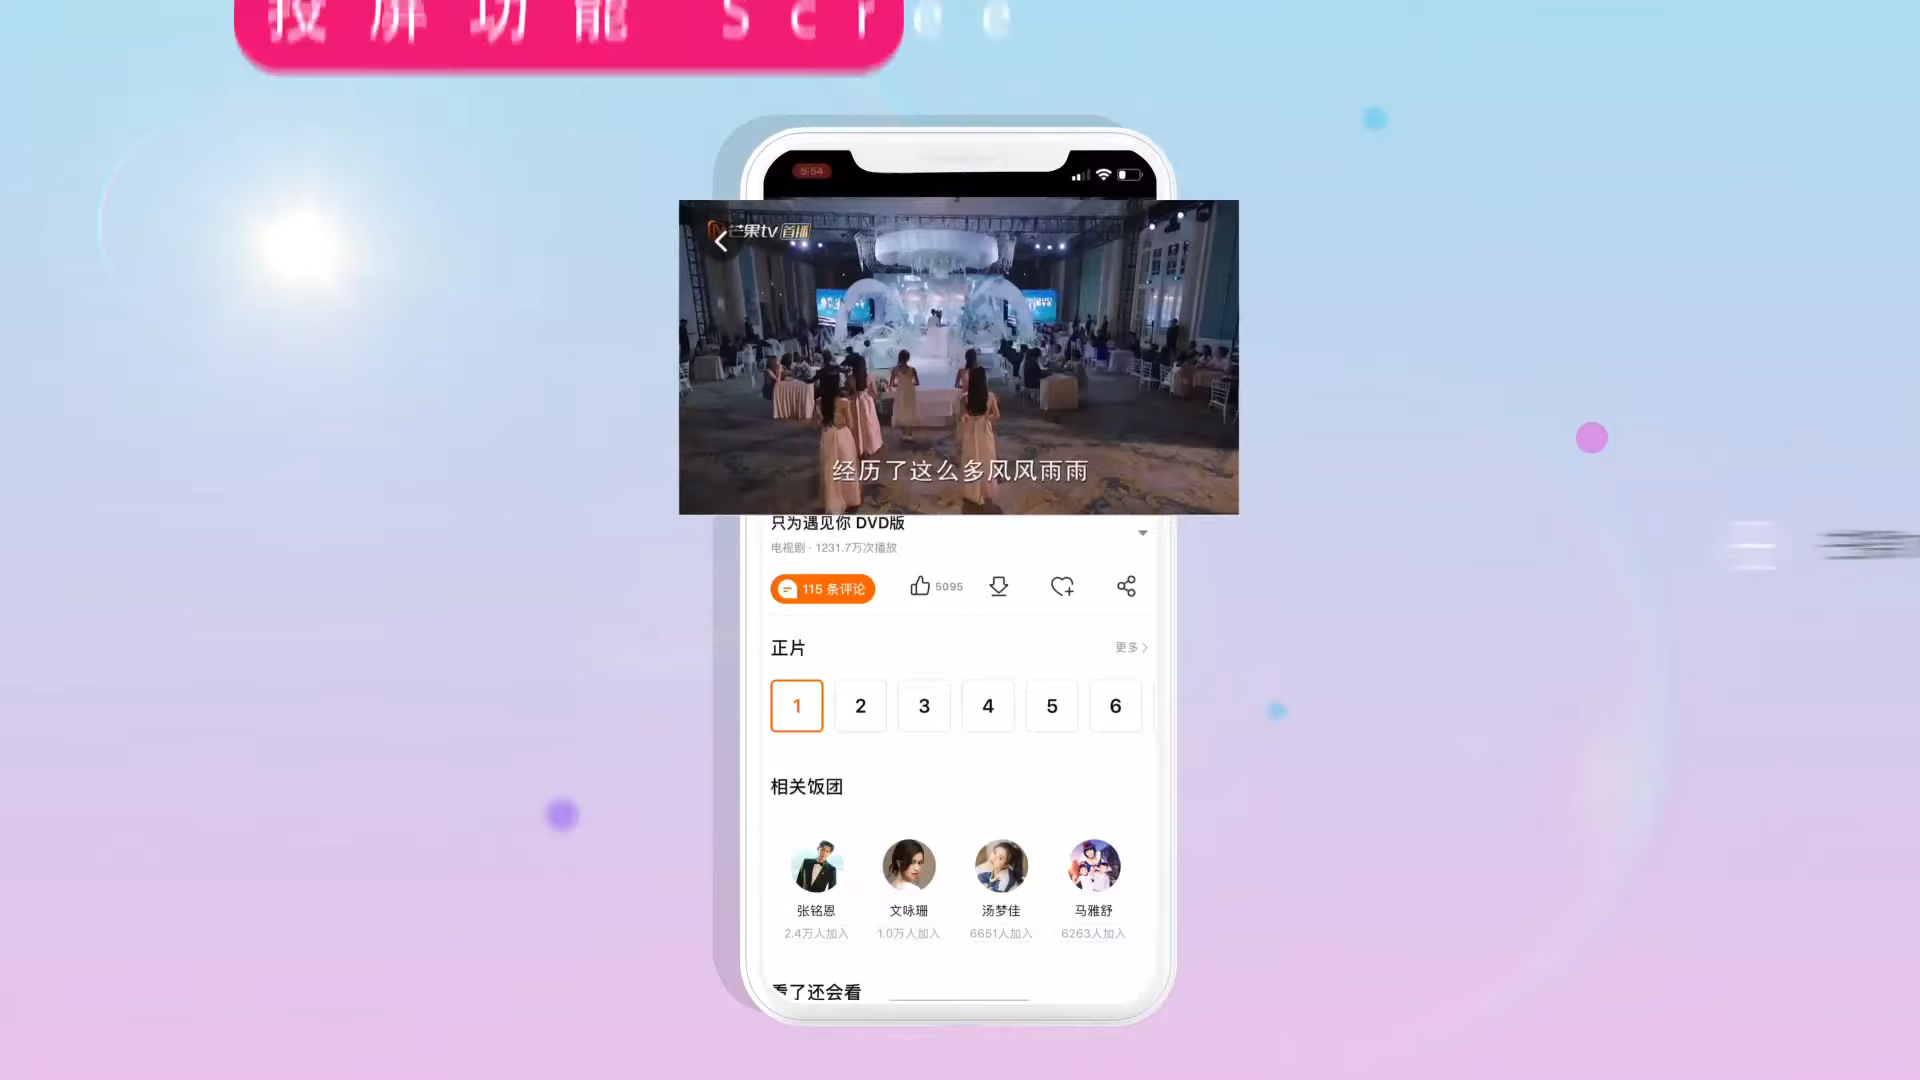 投屏功能 Scree
5:54
芒果tv 首播
经历了这么多风风雨雨
只为遇见你 DVD版
电视剧 · 1231.7万次播放
115 条评论
5095
正片
更多
1 2 3 4 5 6
相关饭团
张铭恩 文咏珊 汤梦佳 马雅舒
2.4万人加入 1.0万人加入 6651人加入 6263人加入
看了还会看